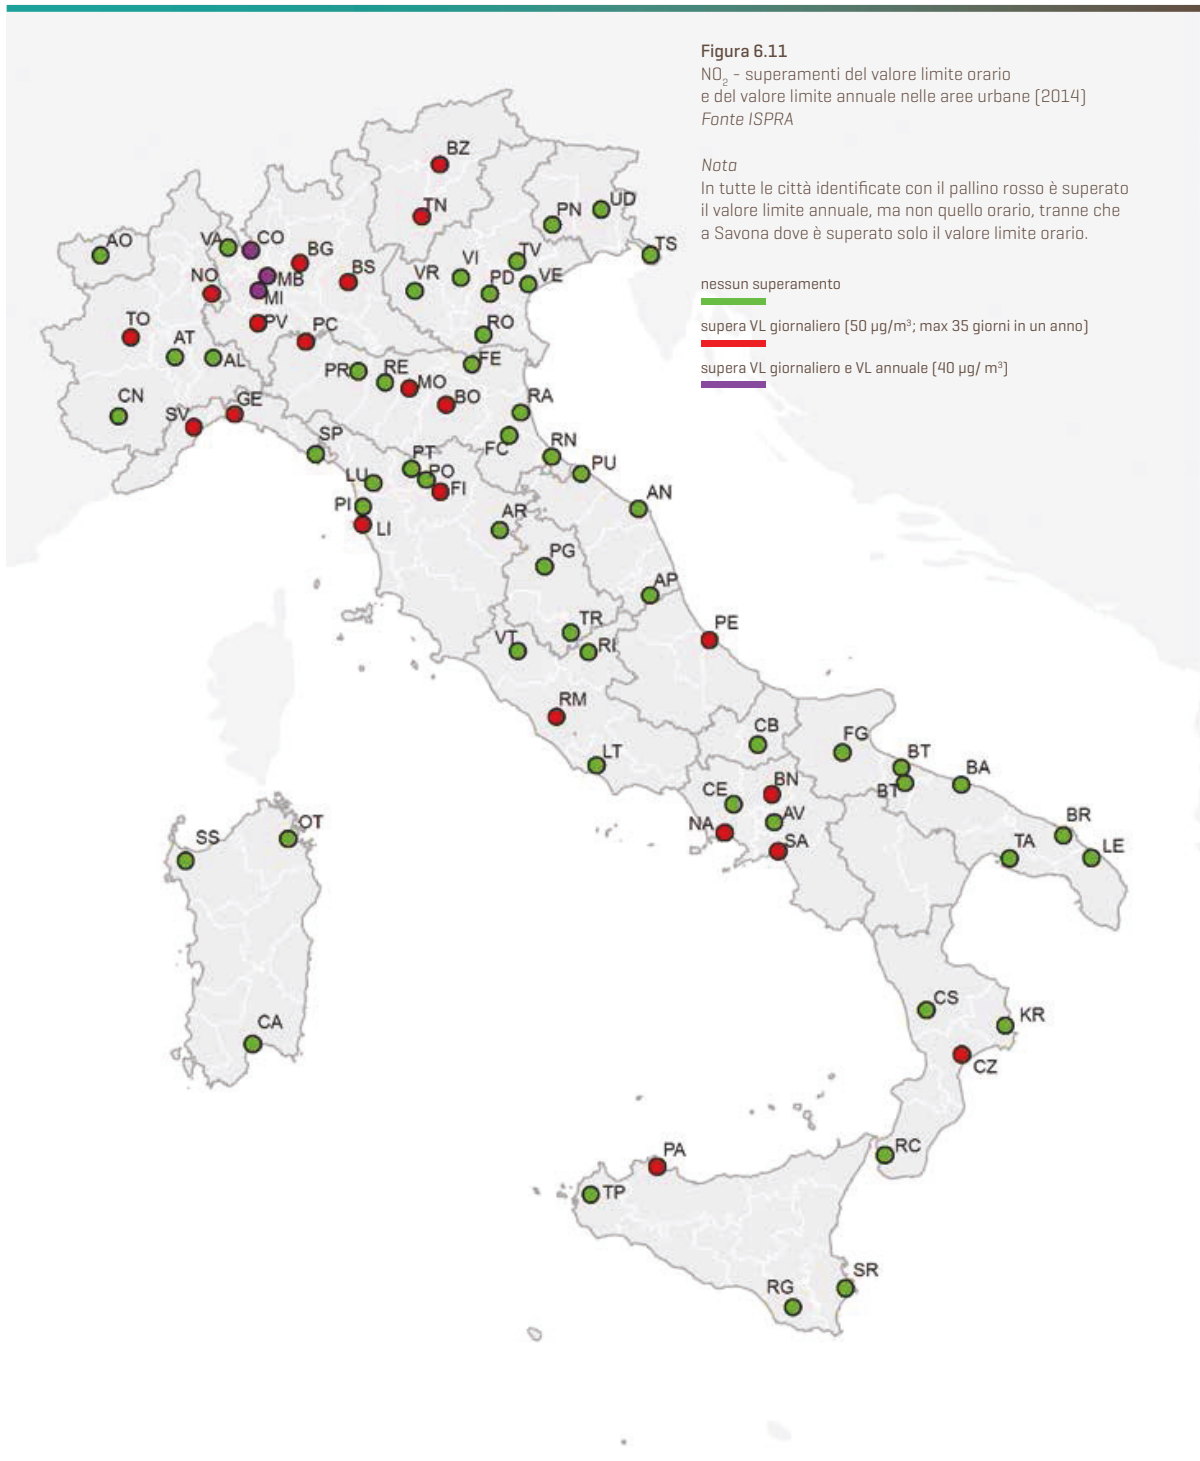 Figura 6.11
NO₂ - superamenti del valore limite orario
e del valore limite annuale nelle aree urbane (2014)
Fonte ISPRA
Nota
In tutte le città identificate con il pallino rosso è superato
il valore limite annuale, ma non quello orario, tranne che
a Savona dove è superato solo il valore limite orario.
nessun superamento
supera VL giornaliero (50 µg/m³; max 35 giorni in un anno)
supera VL giornaliero e VL annuale (40 µg/ m³)
BZ
TN
PN
UD
TS
AO
VA
CO
BG
BS
VR
VI
TV
PD
VE
NO
MB
MI
TO
AT
AL
PV
PC
RO
PR
RE
MO
FE
BO
RA
CN
SV
GE
SP
FC
RN
PU
PT
PO
LU
FI
PI
LI
AR
AN
PG
AP
TR
PE
VT
RI
RM
LT
CB
FG
BT
BA
BT
CE
BN
NA
AV
SA
BR
TA
LE
SS
OT
CA
CS
KR
CZ
RC
PA
TP
SR
RG